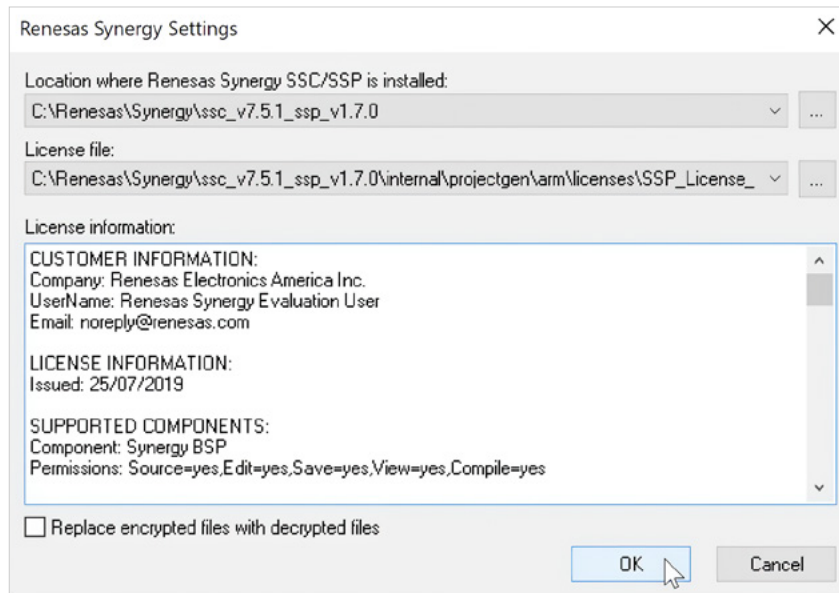 Renesas Synergy Settings
Location where Renesas Synergy SSC/SSP is installed:
C:\Renesas\Synergy\ssc_v7.5.1_ssp_v1.7.0
...
License file:
C:\Renesas\Synergy\ssc_v7.5.1_ssp_v1.7.0\internal\projectgen\arm\licenses\SSP_License_
...
License information:
CUSTOMER INFORMATION:
Company: Renesas Electronics America Inc.
UserName: Renesas Synergy Evaluation User
Email: noreply@renesas.com
LICENSE INFORMATION:
Issued: 25/07/2019
SUPPORTED COMPONENTS:
Component: Synergy BSP
Permissions: Source=yes,Edit=yes,Save=yes,View=yes,Compile=yes
Replace encrypted files with decrypted files
OK
Cancel